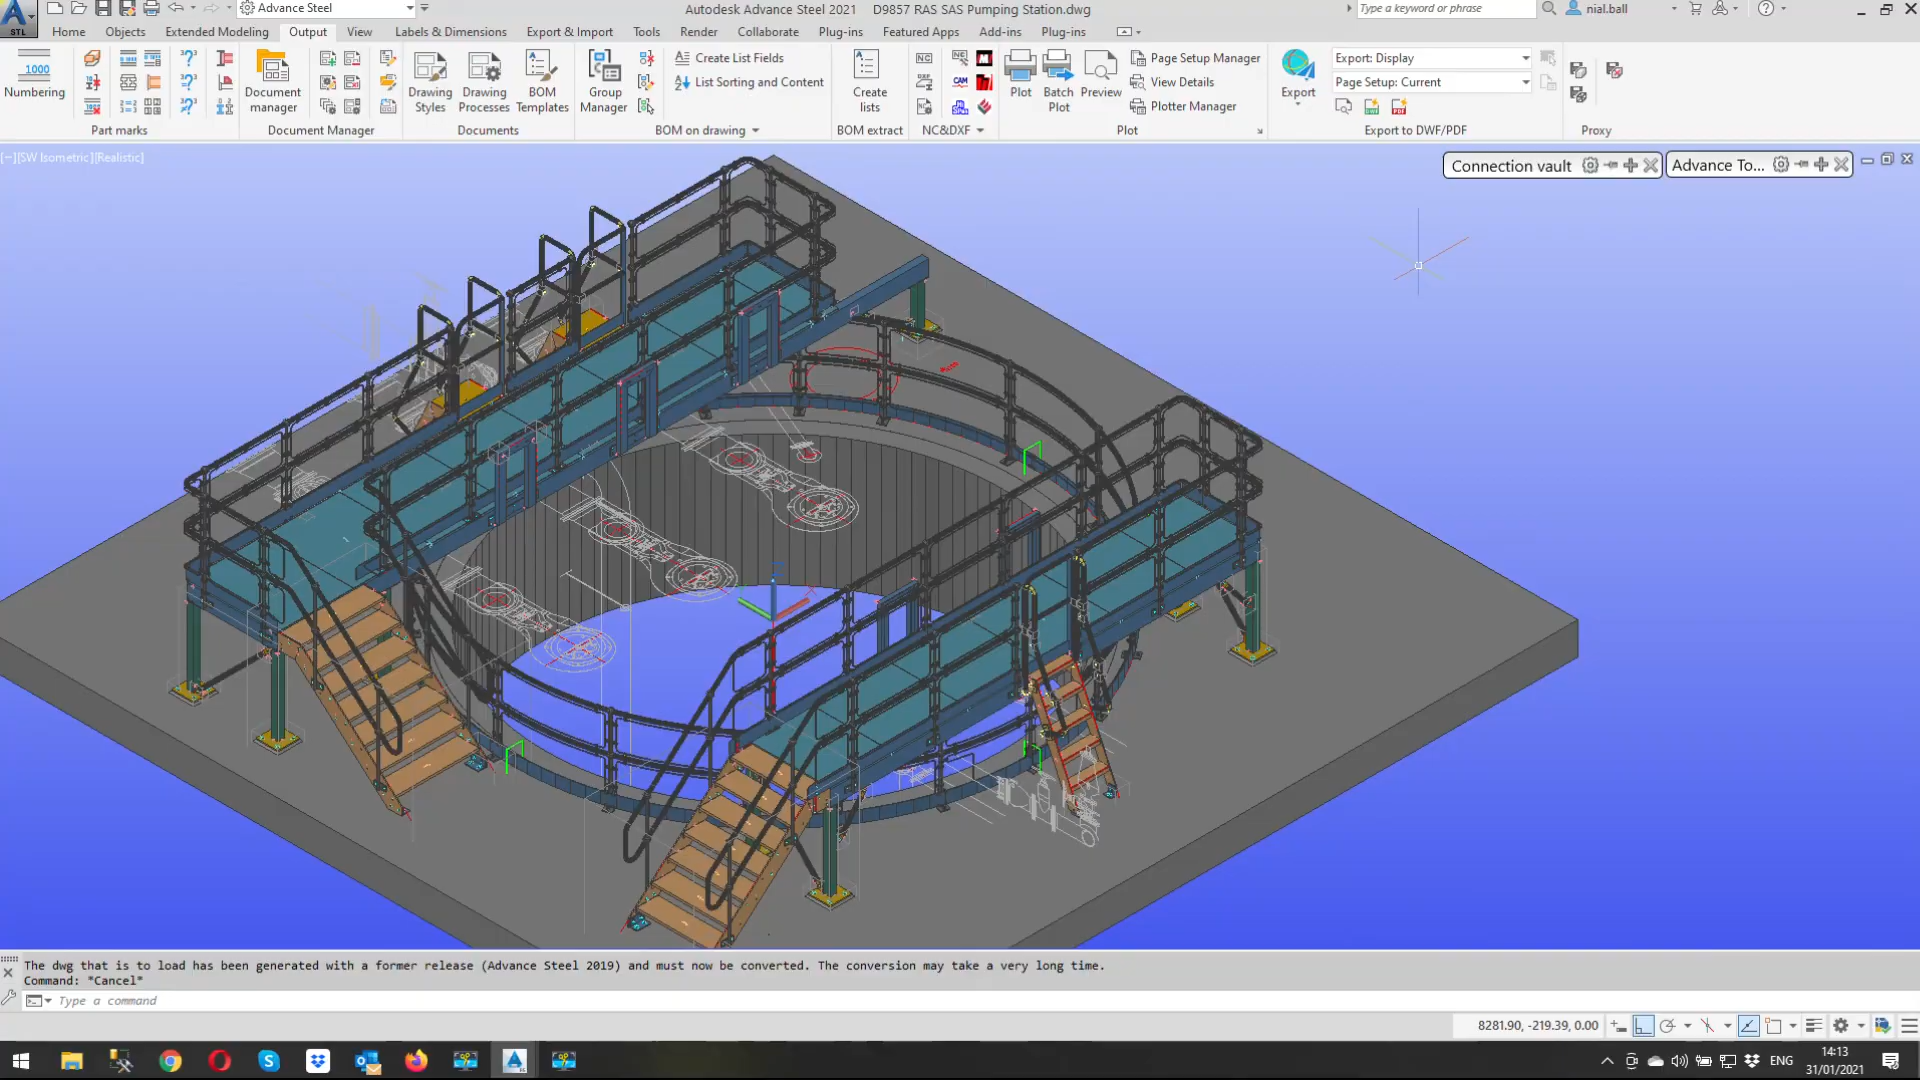 STL
Advance Steel
Autodesk Advance Steel 2021 D9857 RAS SAS Pumping Station.dwg
Type a keyword or phrase
nial.ball
Home Objects Extended Modeling Output View Labels & Dimensions Export & Import Tools Render Collaborate Plug-ins Featured Apps Add-ins Plug-ins
1000
Numbering
Part marks
Document manager
Document Manager
Drawing Styles
Drawing Processes
BOM Templates
Documents
Group Manager
Create List Fields
List Sorting and Content
BOM on drawing
Create lists
BOM extract
NC
DXF
CAM
NC&DXF
Plot
Batch Plot
Preview
Page Setup Manager
View Details
Plotter Manager
Plot
Export
Export: Display
Page Setup: Current
Export to DWF/PDF
Proxy
[−][SW Isometric][Realistic]
Connection vault
Advance To...
The dwg that is to load has been generated with a former release (Advance Steel 2019) and must now be converted. The conversion may take a very long time.
Command: *Cancel*
Type a command
8281.90, -219.39, 0.00
ENG
14:13
31/01/2021